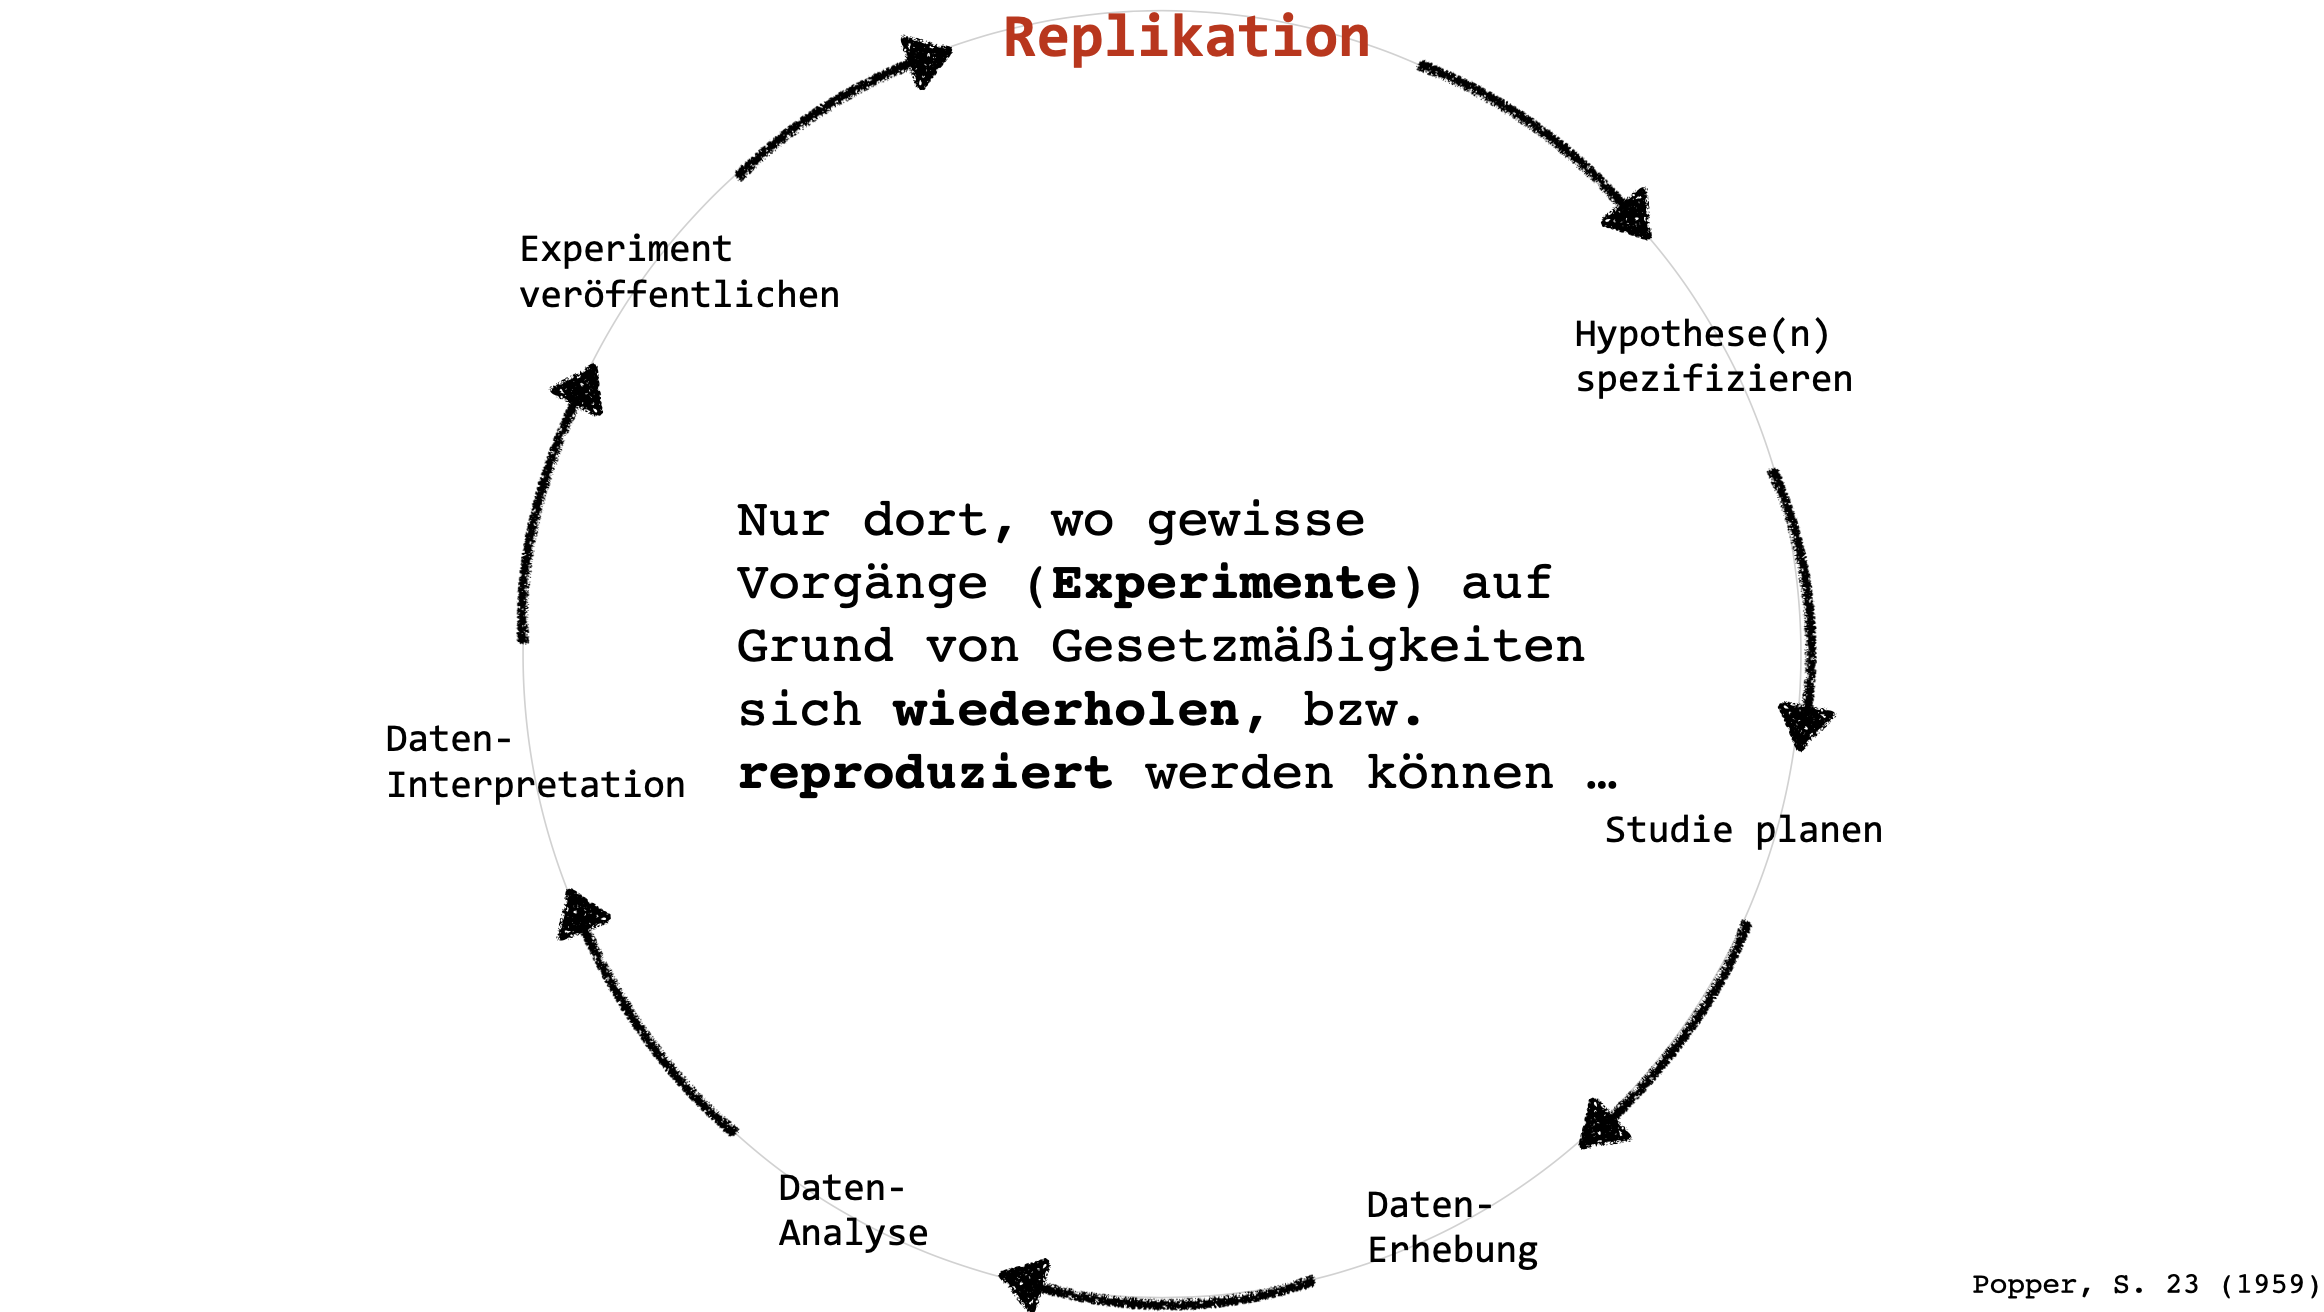 Replikation
Experiment
veröffentlichen
Hypothese(n)
spezifizieren
Nur dort, wo gewisse
Vorgänge (Experimente) auf
Grund von Gesetzmäßigkeiten
sich wiederholen, bzw.
reproduziert werden können …
Daten-
Interpretation
Studie planen
Daten-
Analyse
Daten-
Erhebung
Popper, S. 23 (1959)